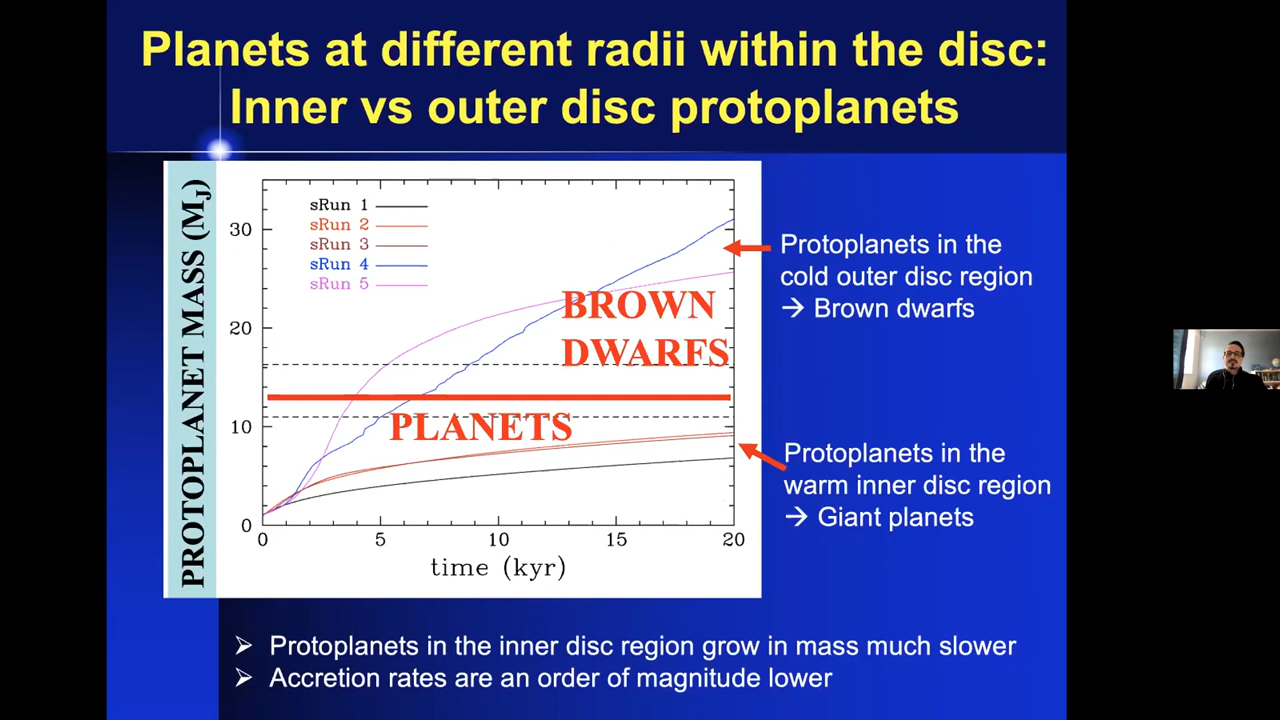 Planets at different radii within the disc:
Inner vs outer disc protoplanets
PROTOPLANET MASS (MJ)
sRun 1
sRun 2
sRun 3
sRun 4
sRun 5
30
20
10
0
BROWN
DWARFS
PLANETS
0 5 10 15 20
time (kyr)
Protoplanets in the
cold outer disc region
→ Brown dwarfs
Protoplanets in the
warm inner disc region
→ Giant planets
➢ Protoplanets in the inner disc region grow in mass much slower
➢ Accretion rates are an order of magnitude lower